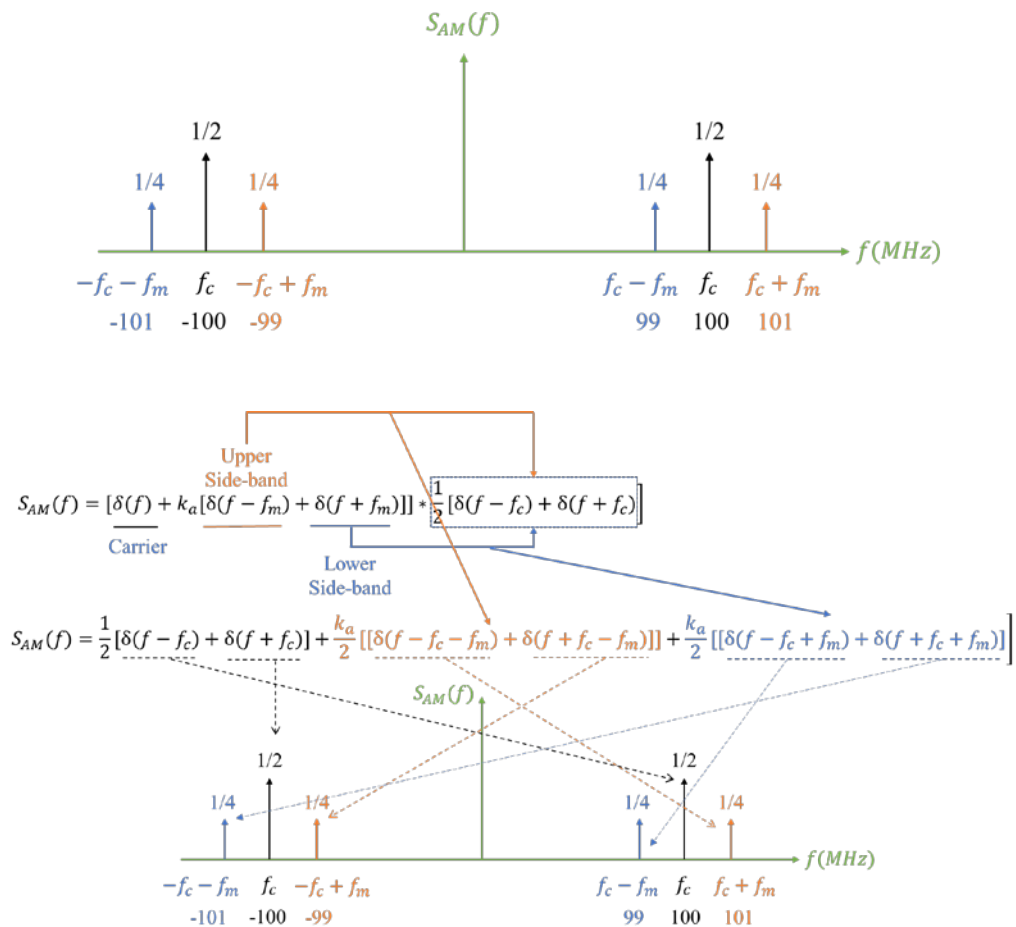 S_AM(f)
1/2 1/2
1/4 1/4 1/4 1/4
f(MHz)
−f_c − f_m f_c −f_c + f_m f_c − f_m f_c f_c + f_m
-101 -100 -99 99 100 101
Upper
Side-band
S_AM(f) = [δ(f) + k_a[δ(f − f_m) + δ(f + f_m)]] * 1/2 [δ(f − f_c) + δ(f + f_c)]]
Carrier
Lower
Side-band
S_AM(f) = 1/2 [δ(f − f_c) + δ(f + f_c)] + k_a/2 [[δ(f − f_c − f_m) + δ(f + f_c − f_m)]] + k_a/2 [[δ(f − f_c + f_m) + δ(f + f_c + f_m)]]
S_AM(f)
1/2 1/2
1/4 1/4 1/4 1/4
f(MHz)
−f_c − f_m f_c −f_c + f_m f_c − f_m f_c f_c + f_m
-101 -100 -99 99 100 101